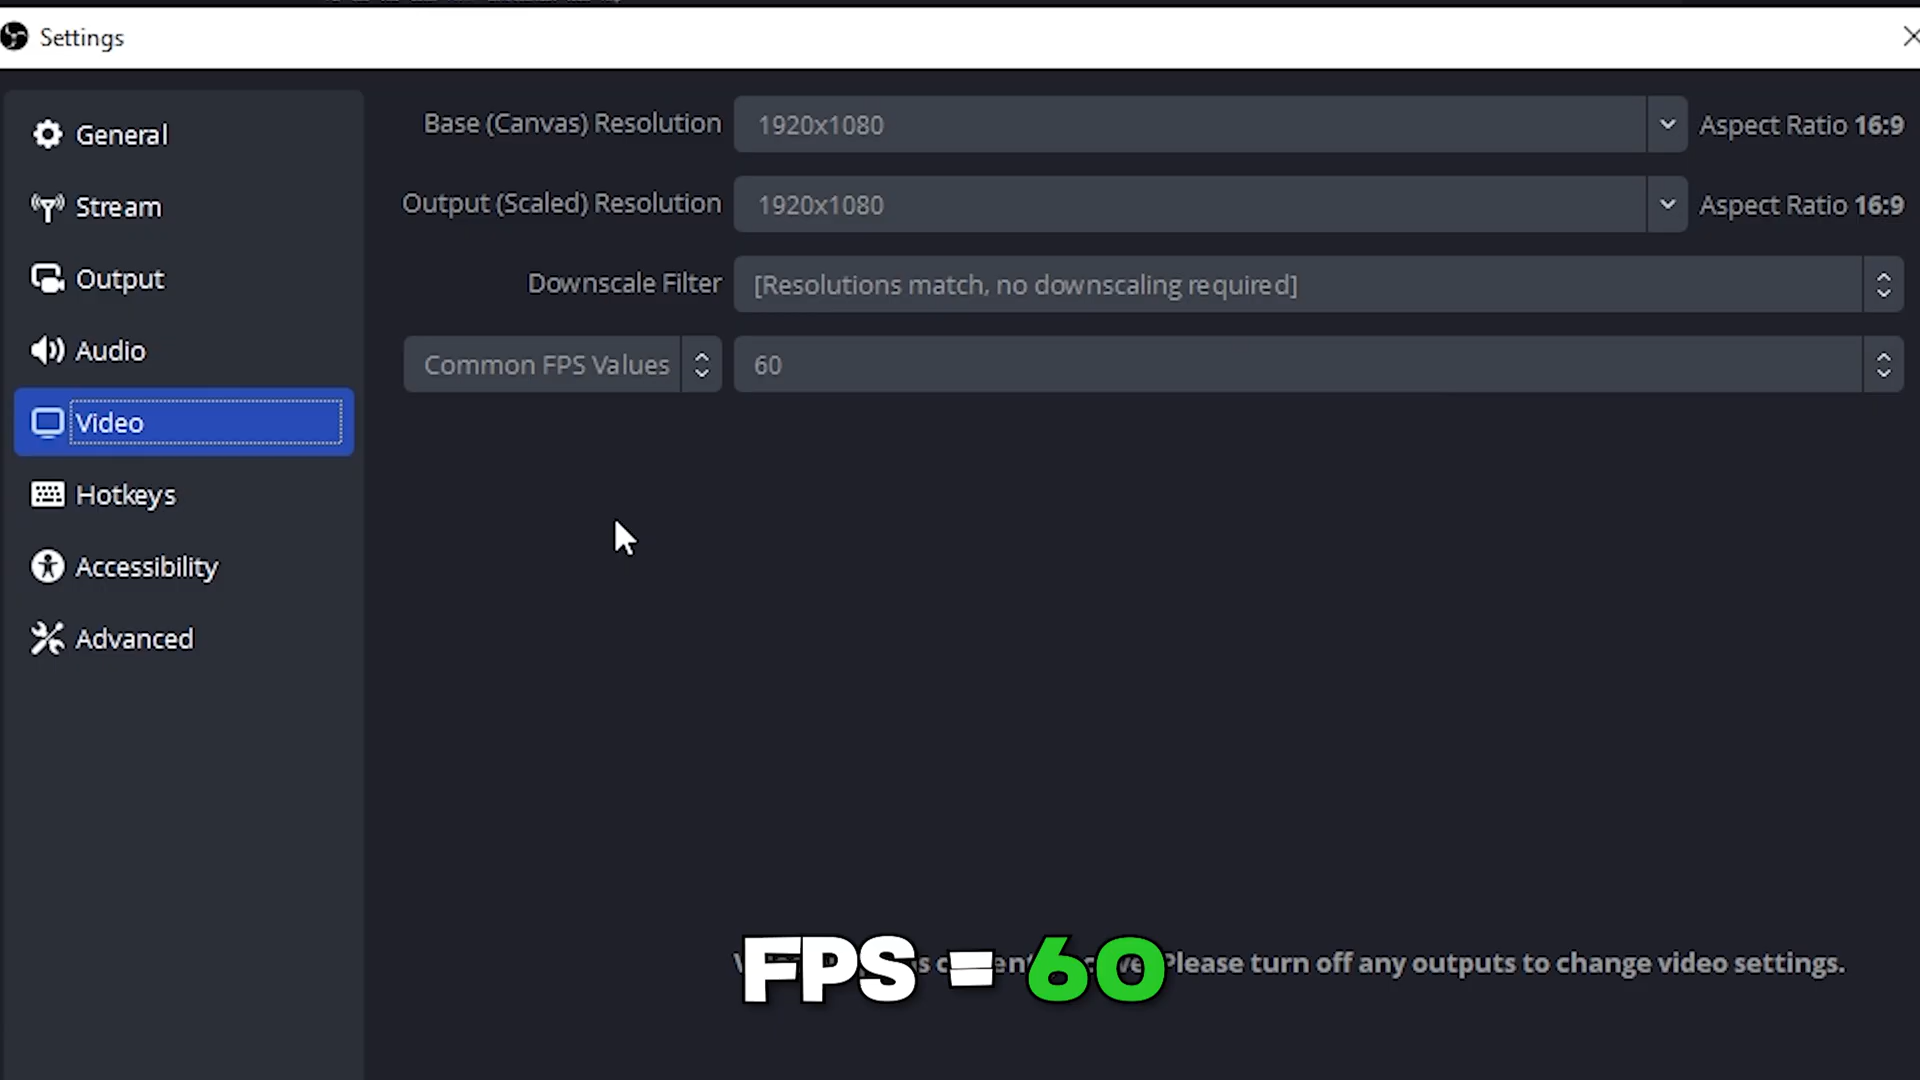 Settings
General
Stream
Output
Audio
Video
Hotkeys
Accessibility
Advanced
Base (Canvas) Resolution 1920x1080 Aspect Ratio 16:9
Output (Scaled) Resolution 1920x1080 Aspect Ratio 16:9
Downscale Filter [Resolutions match, no downscaling required]
Common FPS Values 60
Please turn off any outputs to change video settings.
FPS = 60